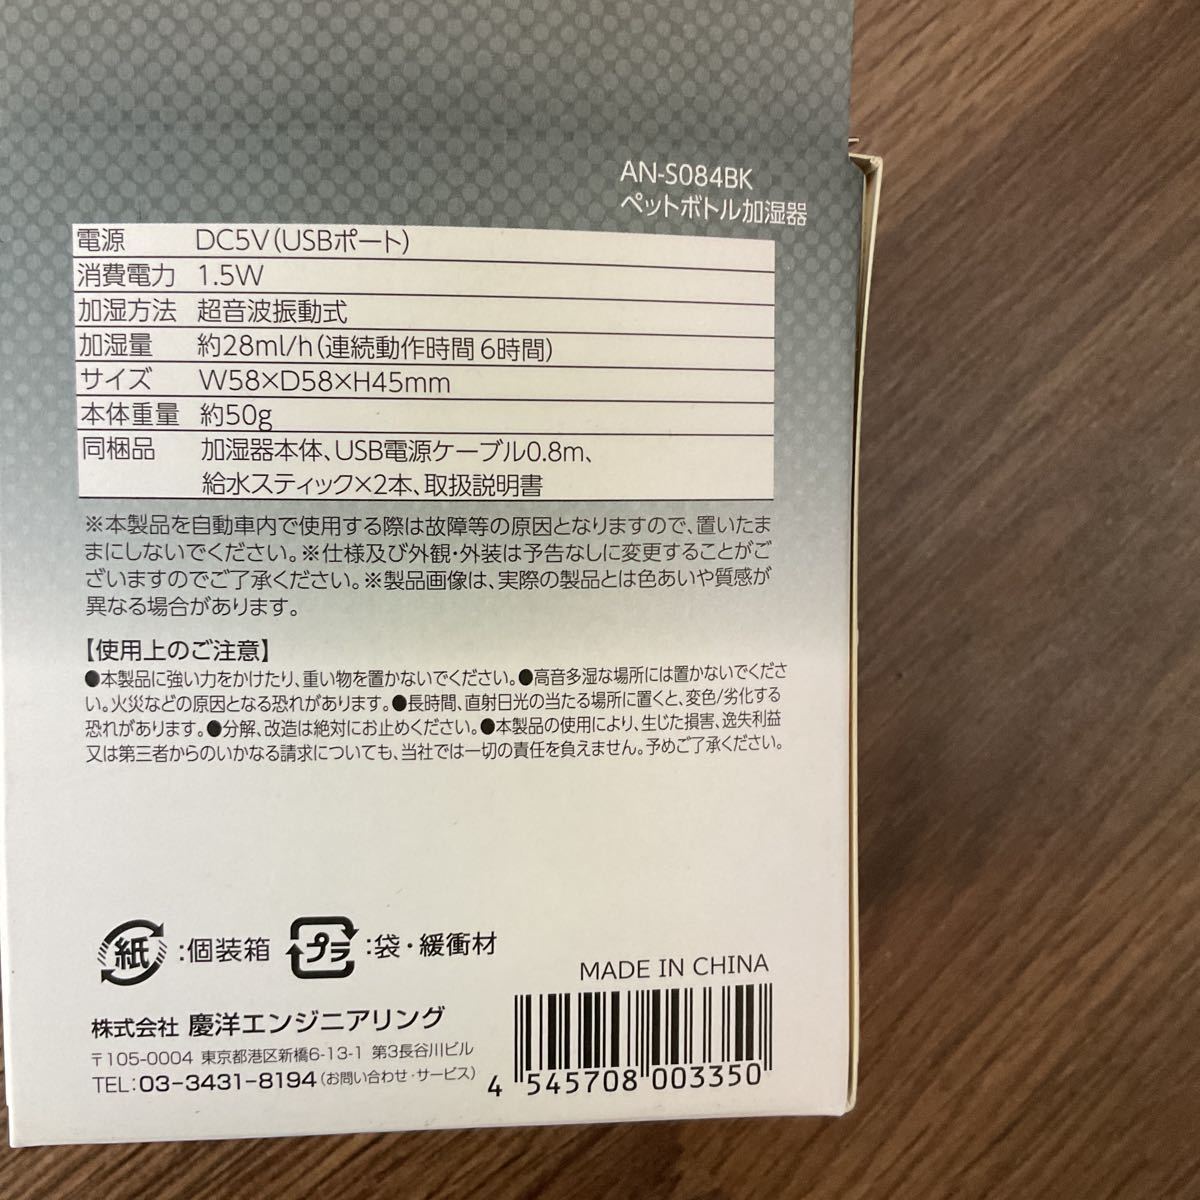 AN-S084BK
ペットボトル加湿器
電源 DC5V(USBポート)
消費電力 1.5W
加湿方法 超音波振動式
加湿量 約28ml/h(連続動作時間 6時間)
サイズ W58×D58×H45mm
本体重量 約50g
同梱品 加湿器本体、USB電源ケーブル0.8m、
給水スティック×2本、取扱説明書
※本製品を自動車内で使用する際は故障等の原因となりますので、置いたま
まにしないでください。※仕様及び外観・外装は予告なしに変更することがご
ざいますのでご了承ください。※製品画像は、実際の製品とは色あいや質感が
異なる場合があります。
【使用上のご注意】
●本製品に強い力をかけたり、重い物を置かないでください。●高音多湿な場所には置かないでくださ
い。火災などの原因となる恐れがあります。●長時間、直射日光の当たる場所に置くと、変色/劣化する
恐れがあります。●分解、改造は絶対にお止めください。●本製品の使用により、生じた損害、逸失利益
又は第三者からのいかなる請求についても、当社では一切の責任を負えません。予めご了承ください。
紙:個装箱 プラ:袋・緩衝材
MADE IN CHINA
株式会社 慶洋エンジニアリング
〒105-0004 東京都港区新橋6-13-1 第3長谷川ビル
TEL:03-3431-8194(お問い合わせ・サービス)
4 545708 003350